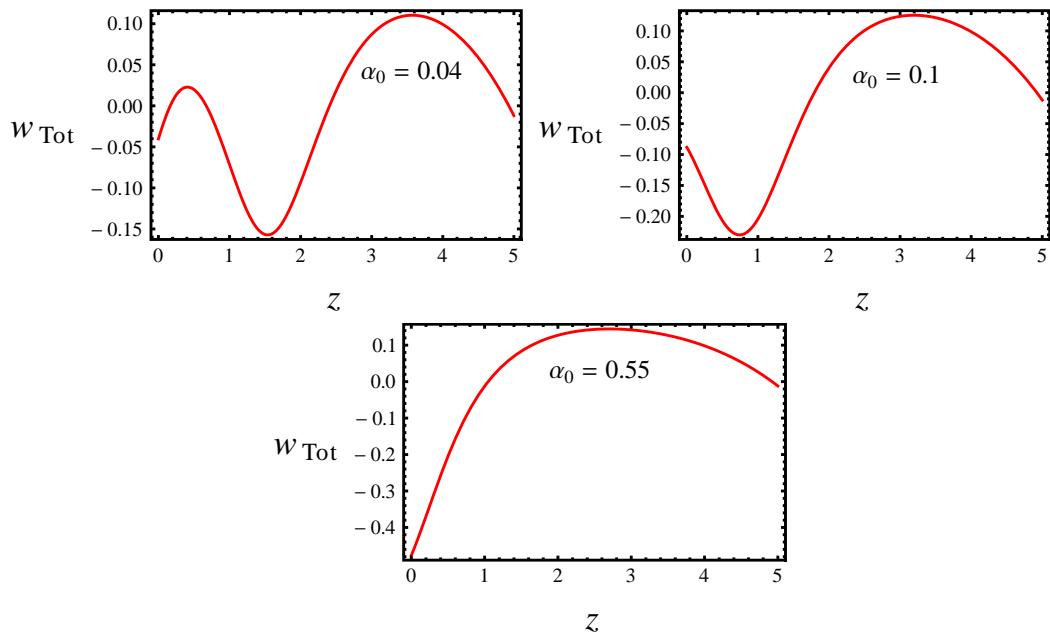 0.10
0.05
0.00
− 0.05
− 0.10
− 0.15
w Tot
α0 = 0.04
0 1 2 3 4 5
z
0.10
0.05
0.00
− 0.05
− 0.10
− 0.15
− 0.20
w Tot
α0 = 0.1
0 1 2 3 4 5
z
0.1
0.0
− 0.1
− 0.2
− 0.3
− 0.4
w Tot
α0 = 0.55
0 1 2 3 4 5
z